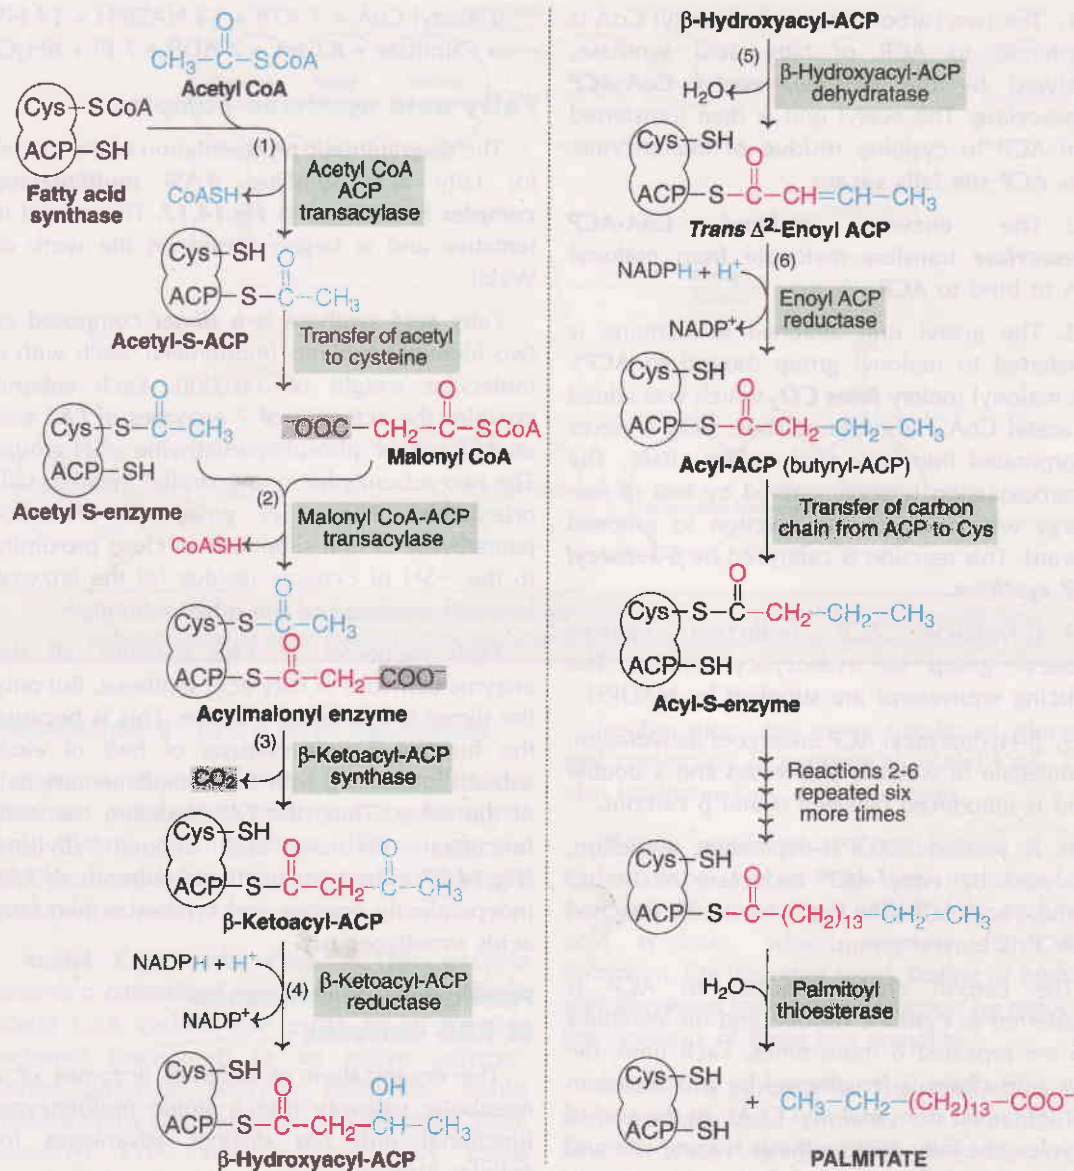 O
CH₃—C—SCoA
Acetyl CoA
Cys—SCoA
ACP—SH
Fatty acid
synthase
(1)
Acetyl CoA
ACP
transacylase
CoASH
Cys—SH
O
ACP—S—C—CH₃
Acetyl-S-ACP
Transfer of acetyl
to cysteine
O
Cys—S—C—CH₃
ACP—SH
Acetyl S-enzyme
O
⁻OOC—CH₂—C—SCoA
Malonyl CoA
(2)
Malonyl CoA-ACP
transacylase
CoASH
O
Cys—S—C—CH₃
O
ACP—S—C—CH₂—COO⁻
Acylmalonyl enzyme
(3)
β-Ketoacyl-ACP
synthase
CO₂
Cys—SH
O O
ACP—S—C—CH₂—C—CH₃
β-Ketoacyl-ACP
NADPH + H⁺
(4)
β-Ketoacyl-ACP
reductase
NADP⁺
Cys—SH
O OH
ACP—S—C—CH₂—CH—CH₃
β-Hydroxyacyl-ACP
β-Hydroxyacyl-ACP
(5)
β-Hydroxyacyl-ACP
dehydratase
H₂O
Cys—SH
O
ACP—S—C—CH=CH—CH₃
Trans Δ²-Enoyl ACP
NADPH + H⁺
(6)
Enoyl ACP
reductase
NADP⁺
Cys—SH
O
ACP—S—C—CH₂—CH₂—CH₃
Acyl-ACP (butyryl-ACP)
Transfer of carbon
chain from ACP to Cys
O
Cys—S—C—CH₂—CH₂—CH₃
ACP—SH
Acyl-S-enzyme
Reactions 2-6
repeated six
more times
Cys—SH
O
ACP—S—C—(CH₂)₁₃—CH₂—CH₃
H₂O
Palmitoyl
thioesterase
Cys—SH
ACP—SH
+ CH₃—CH₂—(CH₂)₁₃—COO⁻
PALMITATE